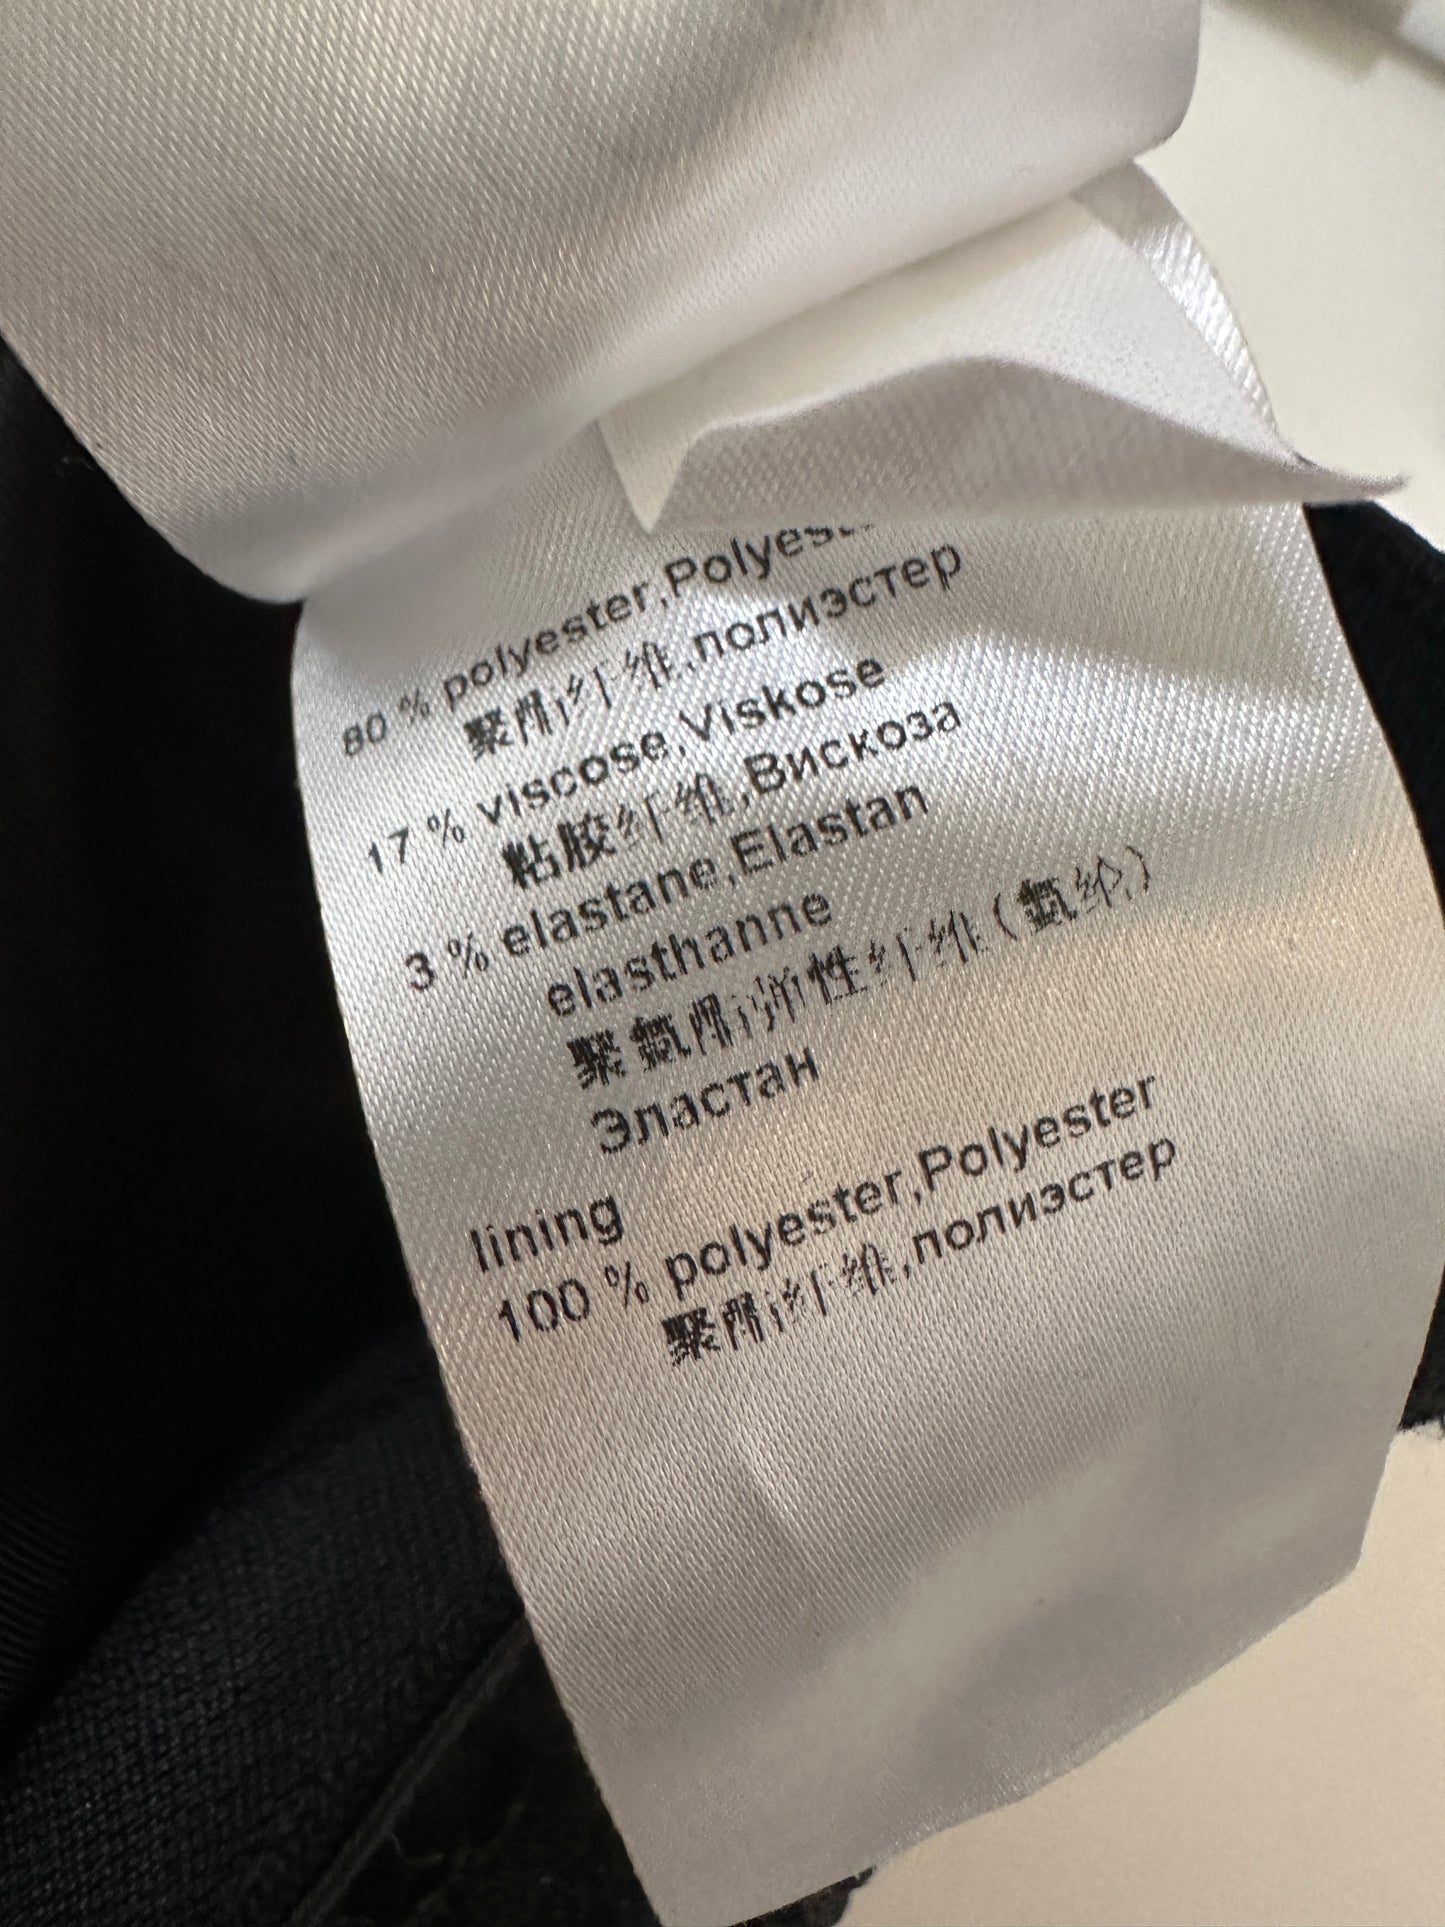 80 % polyester,Polyes
聚酯纤维,полиэстер
17 % viscose,Viskose
粘胶纤维,Вискоза
3 % elastane,Elastan
elasthanne
聚氨酯弹性纤维(氨纶)
Эластан
lining
100 % polyester,Polyester
聚酯纤维,полиэстер